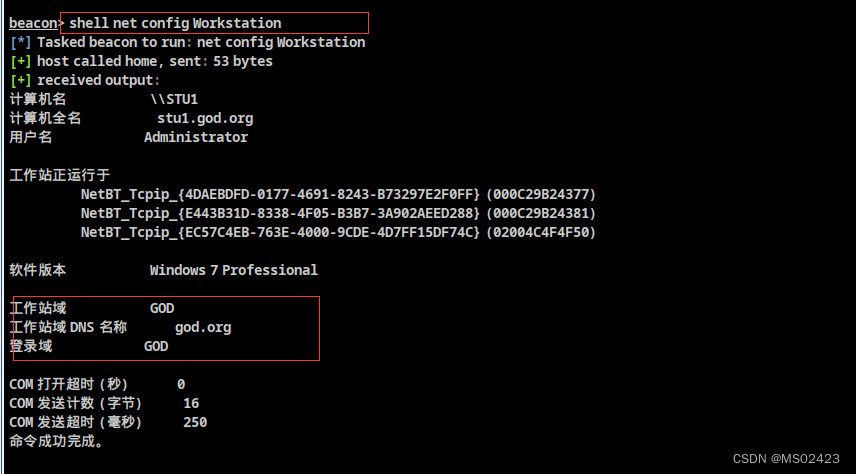 beacon> shell net config Workstation
[*] Tasked beacon to run: net config Workstation
[+] host called home, sent: 53 bytes
[+] received output:
计算机名 \\STU1
计算机全名 stu1.god.org
用户名 Administrator
工作站正运行于
NetBT_Tcpip_{4DAEBDFD-0177-4691-8243-B73297E2F0FF} (000C29B24377)
NetBT_Tcpip_{E443B31D-8338-4F05-B3B7-3A902AEED288} (000C29B24381)
NetBT_Tcpip_{EC57C4EB-763E-4000-9CDE-4D7FF15DF74C} (02004C4F4F50)
软件版本 Windows 7 Professional
工作站域 GOD
工作站域 DNS 名称 god.org
登录域 GOD
COM 打开超时 (秒) 0
COM 发送计数 (字节) 16
COM 发送超时 (毫秒) 250
命令成功完成。
CSDN @MS02423